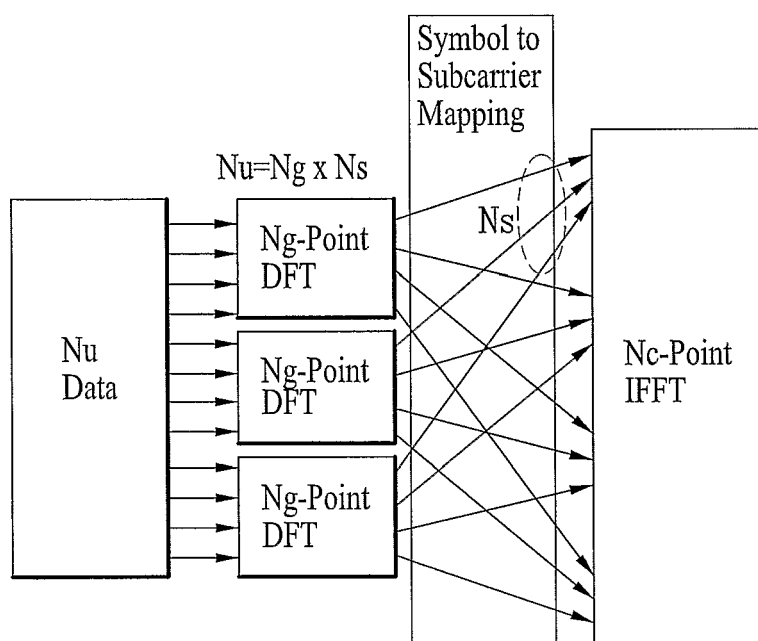 Symbol to
Subcarrier
Mapping
Nu=Ng x Ns
Ns
Nu
Data
Ng-Point
DFT
Ng-Point
DFT
Ng-Point
DFT
Nc-Point
IFFT